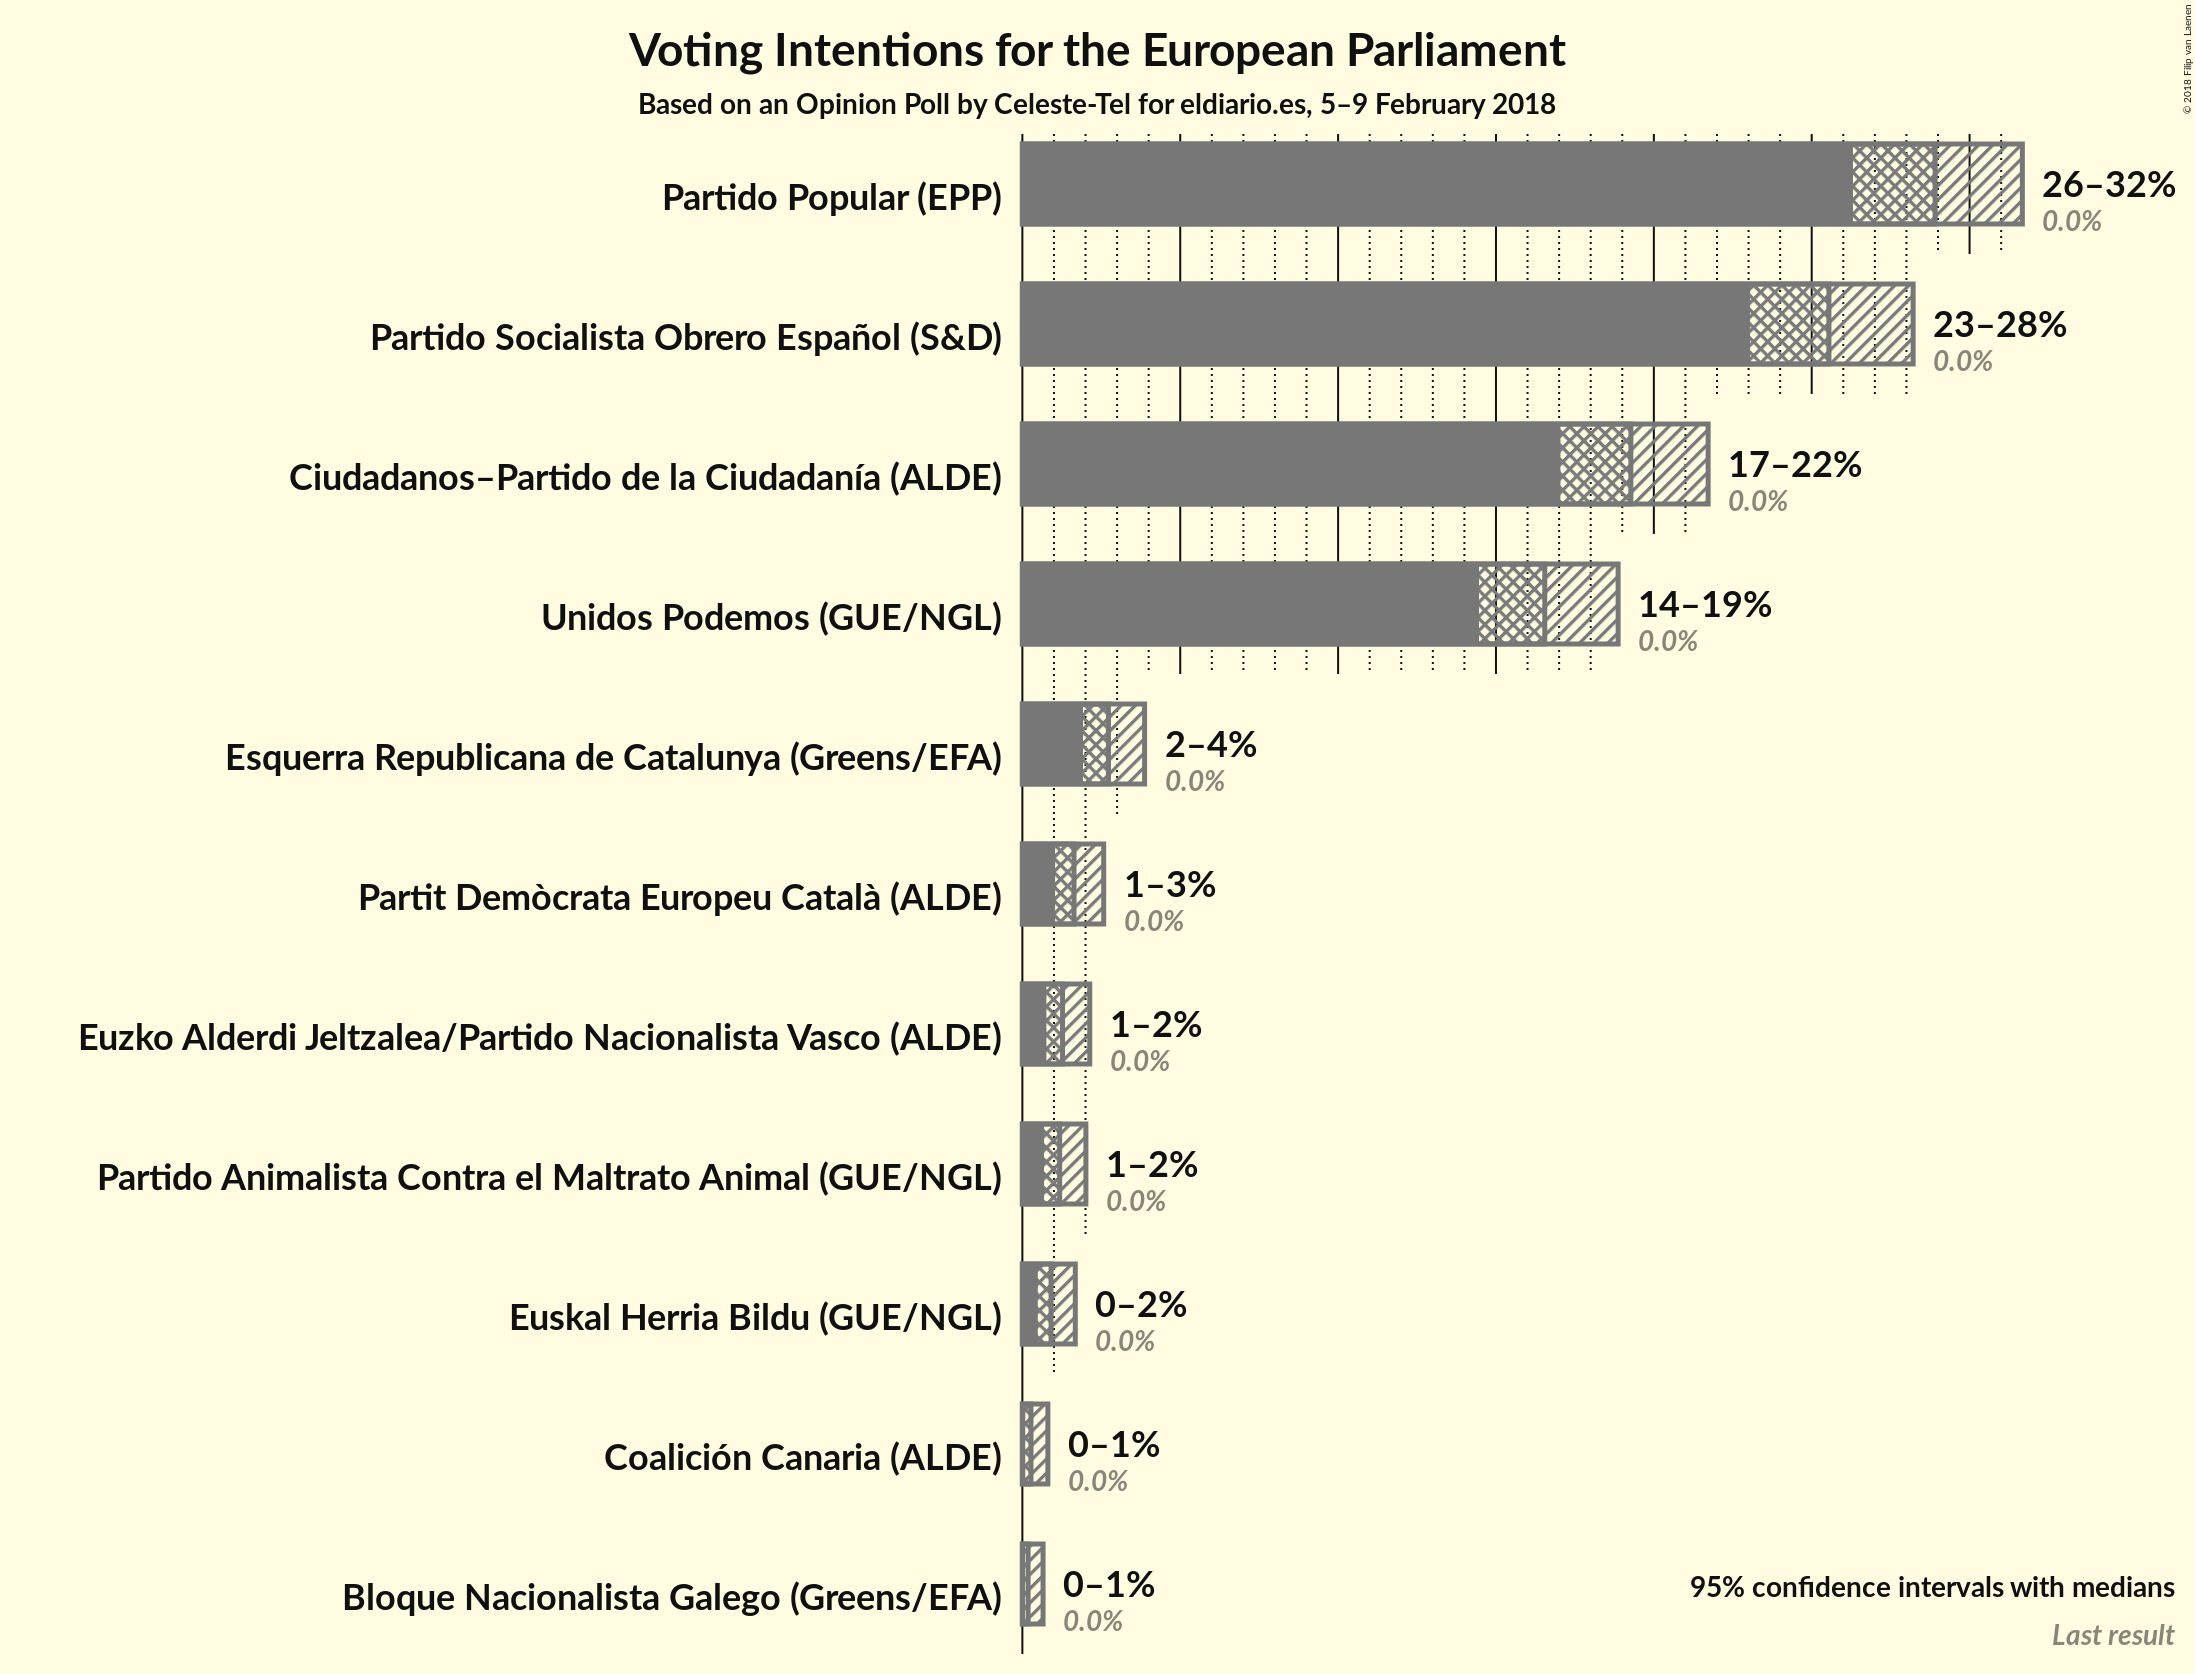 Voting Intentions for the European Parliament
Based on an Opinion Poll by Celeste-Tel for eldiario.es, 5–9 February 2018
© 2018 Filip van Laenen
Partido Popular (EPP)
26–32%
0.0%
Partido Socialista Obrero Español (S&D)
23–28%
0.0%
Ciudadanos–Partido de la Ciudadanía (ALDE)
17–22%
0.0%
Unidos Podemos (GUE/NGL)
14–19%
0.0%
Esquerra Republicana de Catalunya (Greens/EFA)
2–4%
0.0%
Partit Demòcrata Europeu Català (ALDE)
1–3%
0.0%
Euzko Alderdi Jeltzalea/Partido Nacionalista Vasco (ALDE)
1–2%
0.0%
Partido Animalista Contra el Maltrato Animal (GUE/NGL)
1–2%
0.0%
Euskal Herria Bildu (GUE/NGL)
0–2%
0.0%
Coalición Canaria (ALDE)
0–1%
0.0%
Bloque Nacionalista Galego (Greens/EFA)
0–1%
0.0%
95% confidence intervals with medians
Last result